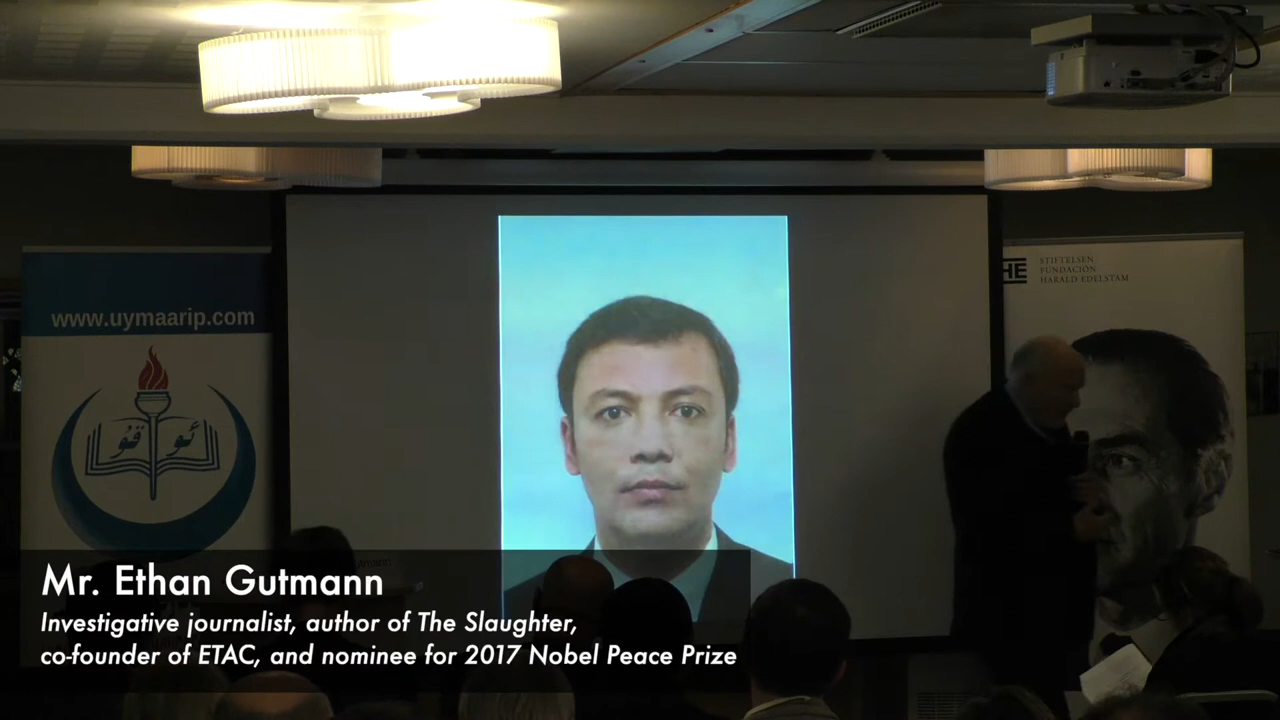 www.uymaarip.com
HE
STIFTELSEN
FUNDACIÓN
HARALD EDELSTAM
ئۇ قۇ
Mr. Ethan Gutmann
Investigative journalist, author of The Slaughter,
co-founder of ETAC, and nominee for 2017 Nobel Peace Prize